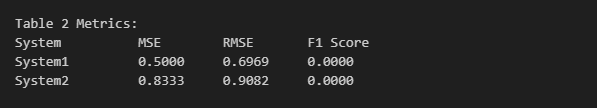 Table 2 Metrics:
System MSE RMSE F1 Score
System1 0.5000 0.6969 0.0000
System2 0.8333 0.9082 0.0000